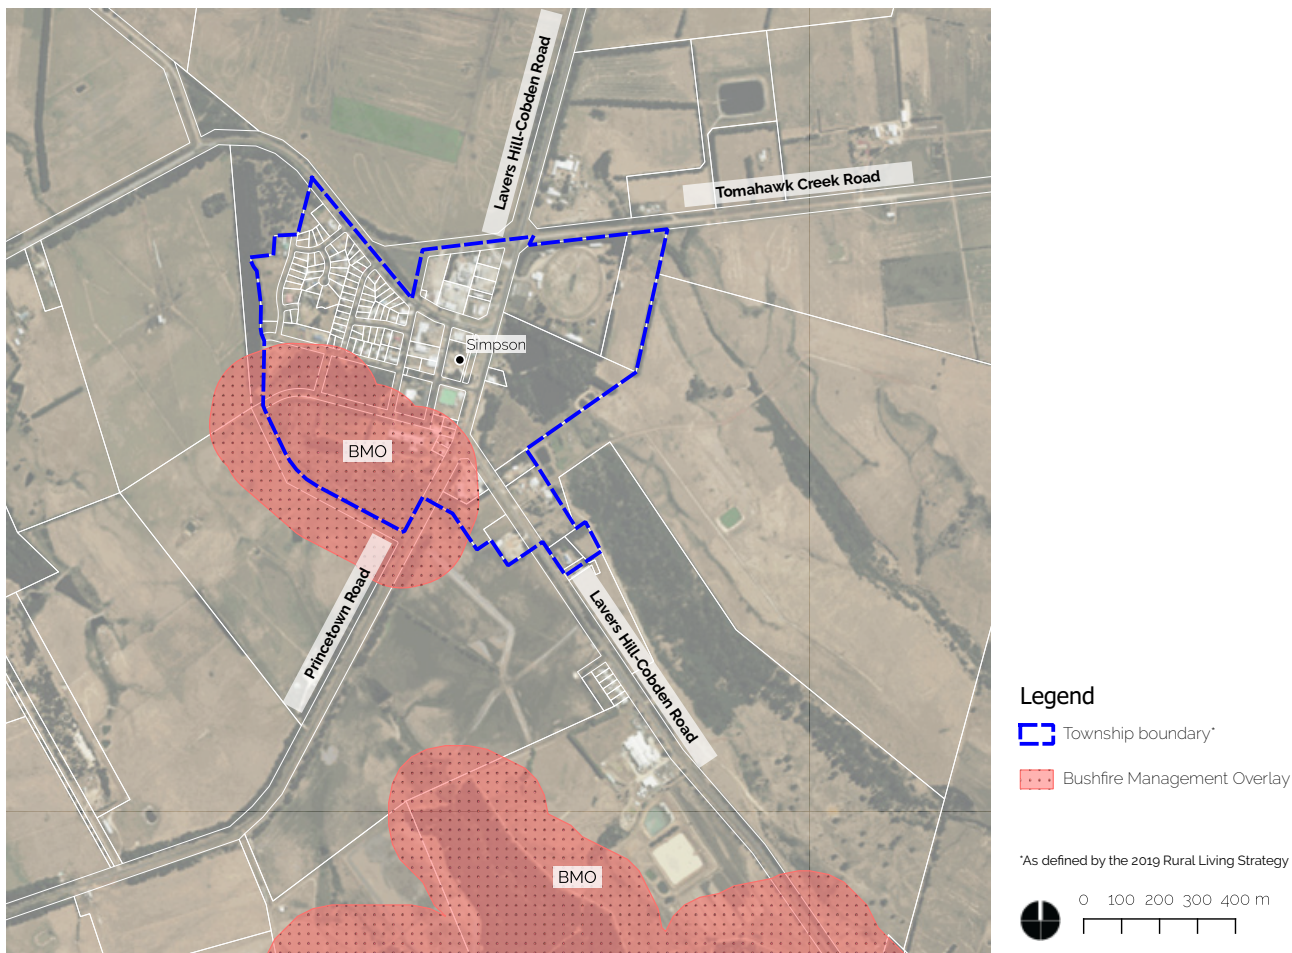 Lavers Hill-Cobden Road
Tomahawk Creek Road
Simpson
BMO
Princetown Road
Lavers Hill-Cobden Road
BMO
Legend
Township boundary*
Bushfire Management Overlay
*As defined by the 2019 Rural Living Strategy
0 100 200 300 400 m